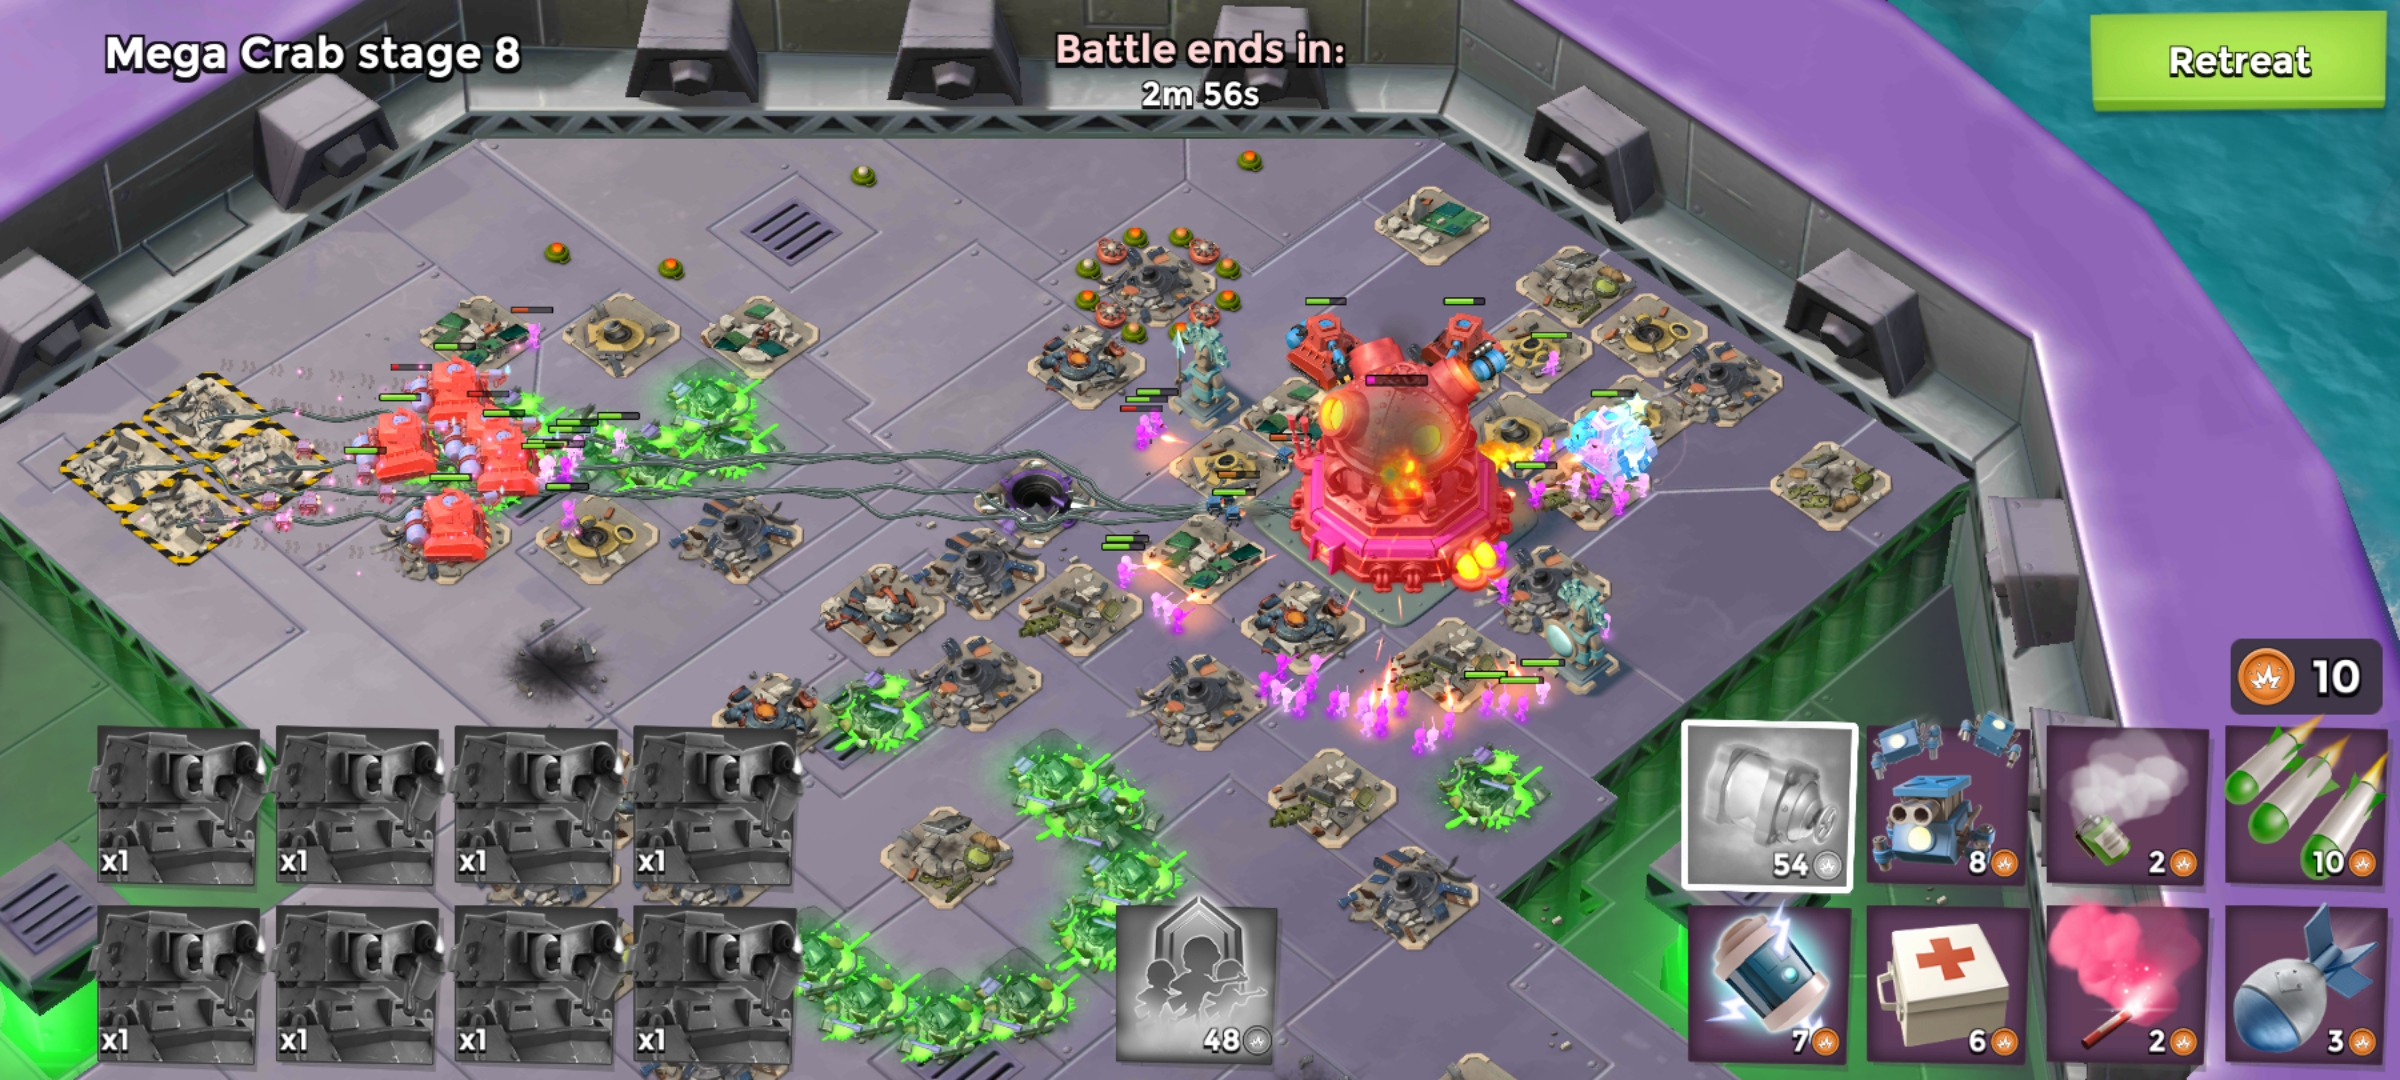 Mega Crab stage 8
Battle ends in:
2m 56s
Retreat
10
x1
x1
x1
x1
54
8
2
10
x1
x1
x1
x1
48
7
6
2
3